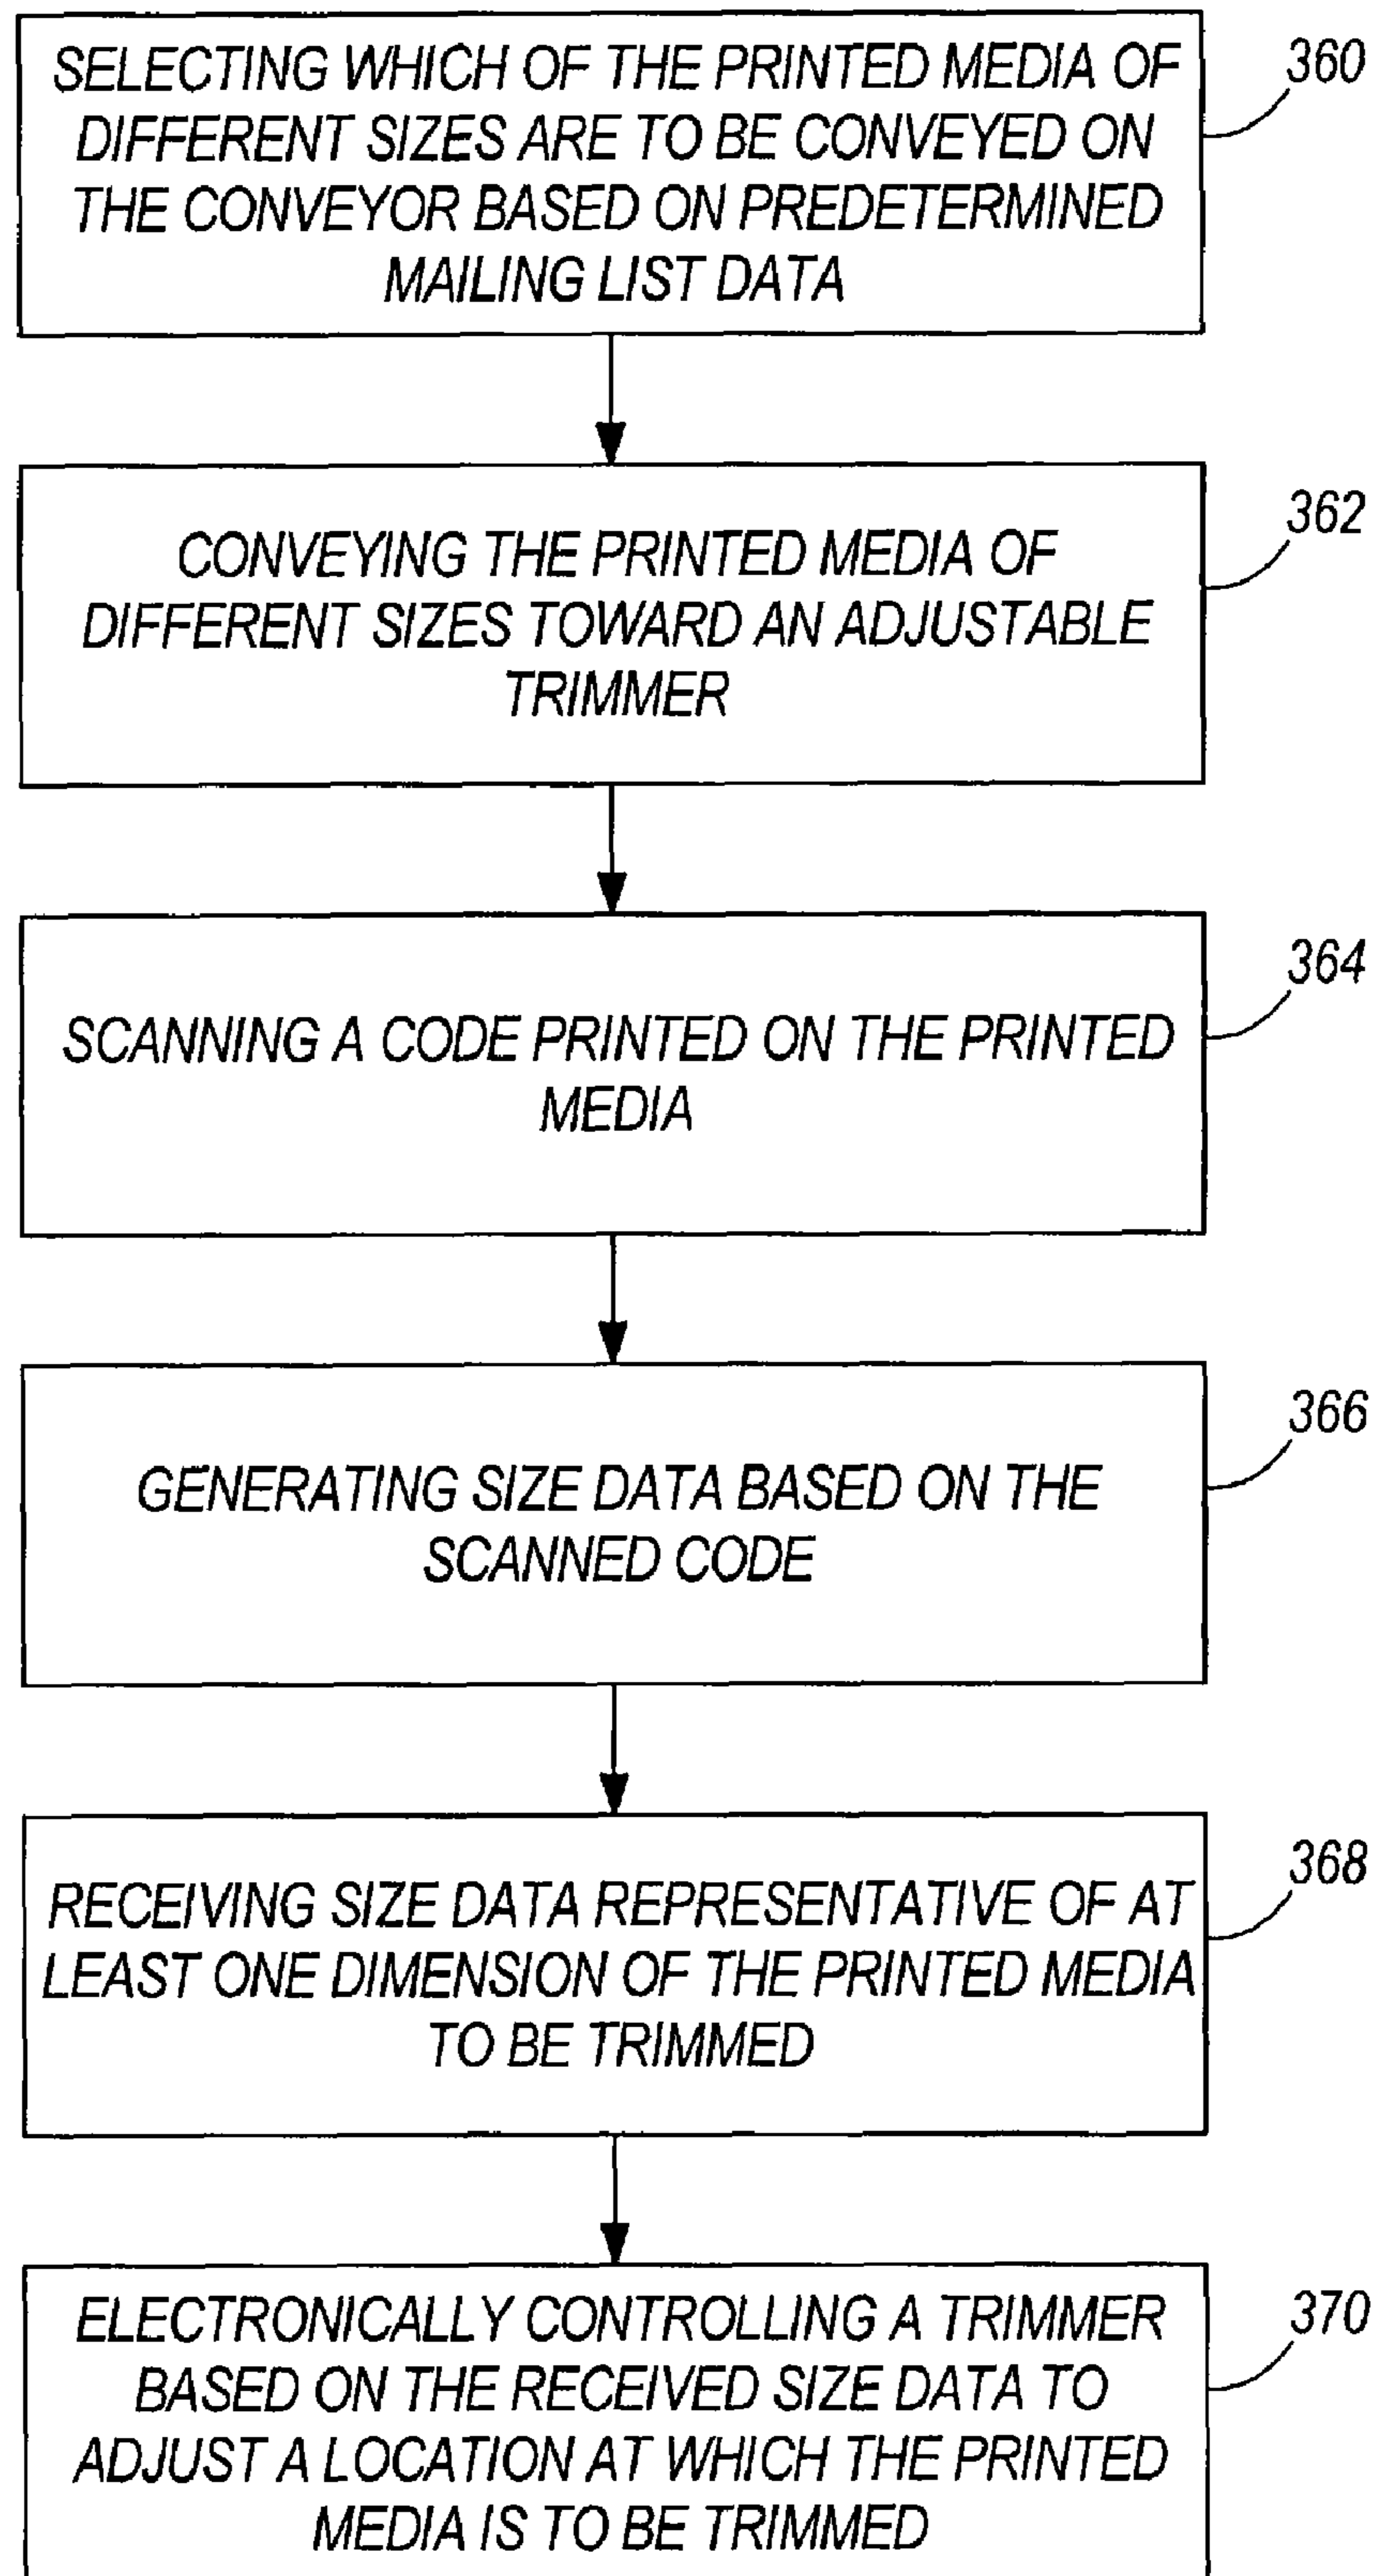 SELECTING WHICH OF THE PRINTED MEDIA OF
DIFFERENT SIZES ARE TO BE CONVEYED ON
THE CONVEYOR BASED ON PREDETERMINED
MAILING LIST DATA
360
CONVEYING THE PRINTED MEDIA OF
DIFFERENT SIZES TOWARD AN ADJUSTABLE
TRIMMER
362
SCANNING A CODE PRINTED ON THE PRINTED
MEDIA
364
GENERATING SIZE DATA BASED ON THE
SCANNED CODE
366
RECEIVING SIZE DATA REPRESENTATIVE OF AT
LEAST ONE DIMENSION OF THE PRINTED MEDIA
TO BE TRIMMED
368
ELECTRONICALLY CONTROLLING A TRIMMER
BASED ON THE RECEIVED SIZE DATA TO
ADJUST A LOCATION AT WHICH THE PRINTED
MEDIA IS TO BE TRIMMED
370